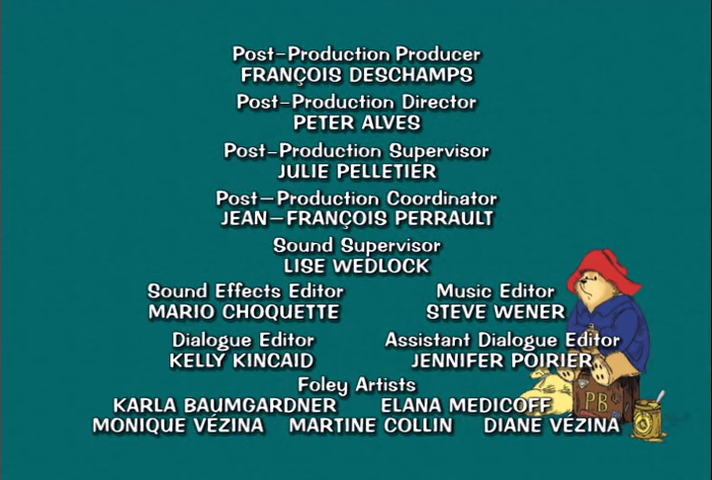 Post-Production Producer
FRANÇOIS DESCHAMPS
Post-Production Director
PETER ALVES
Post-Production Supervisor
JULIE PELLETIER
Post-Production Coordinator
JEAN-FRANÇOIS PERRAULT
Sound Supervisor
LISE WEDLOCK
Sound Effects Editor Music Editor
MARIO CHOQUETTE STEVE WENER
Dialogue Editor Assistant Dialogue Editor
KELLY KINCAID JENNIFER POIRIER
Foley Artists
KARLA BAUMGARDNER ELANA MEDICOFF
PB
MONIQUE VÉZINA MARTINE COLLIN DIANE VÉZINA